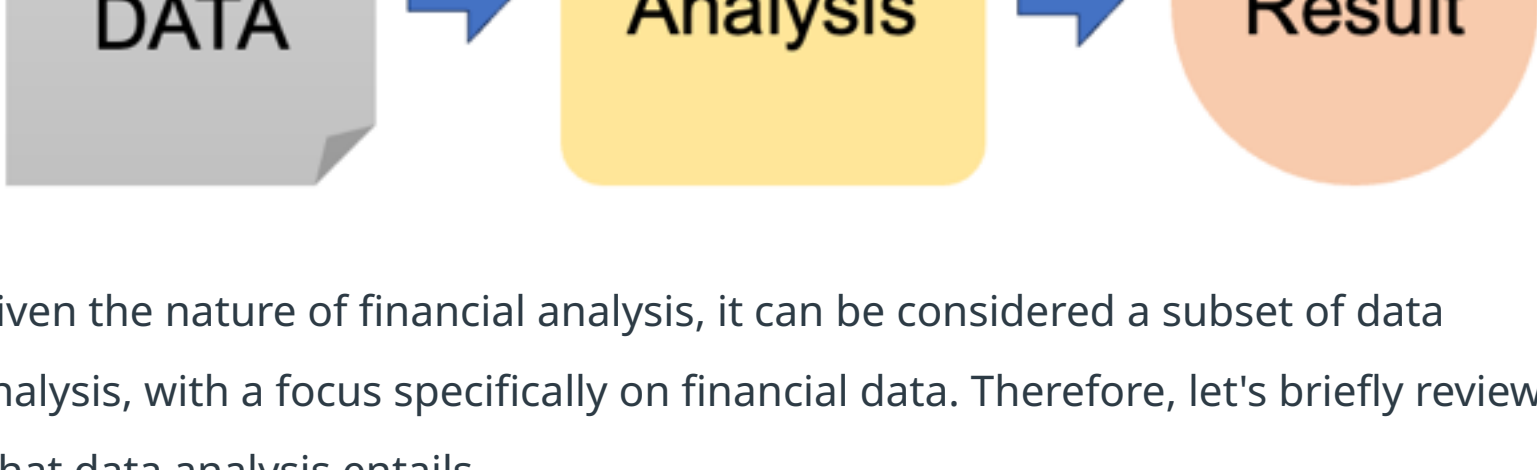 DATA Analysis Result
iven the nature of financial analysis, it can be considered a subset of data
nalysis, with a focus specifically on financial data. Therefore, let's briefly review
hat data analysis entails